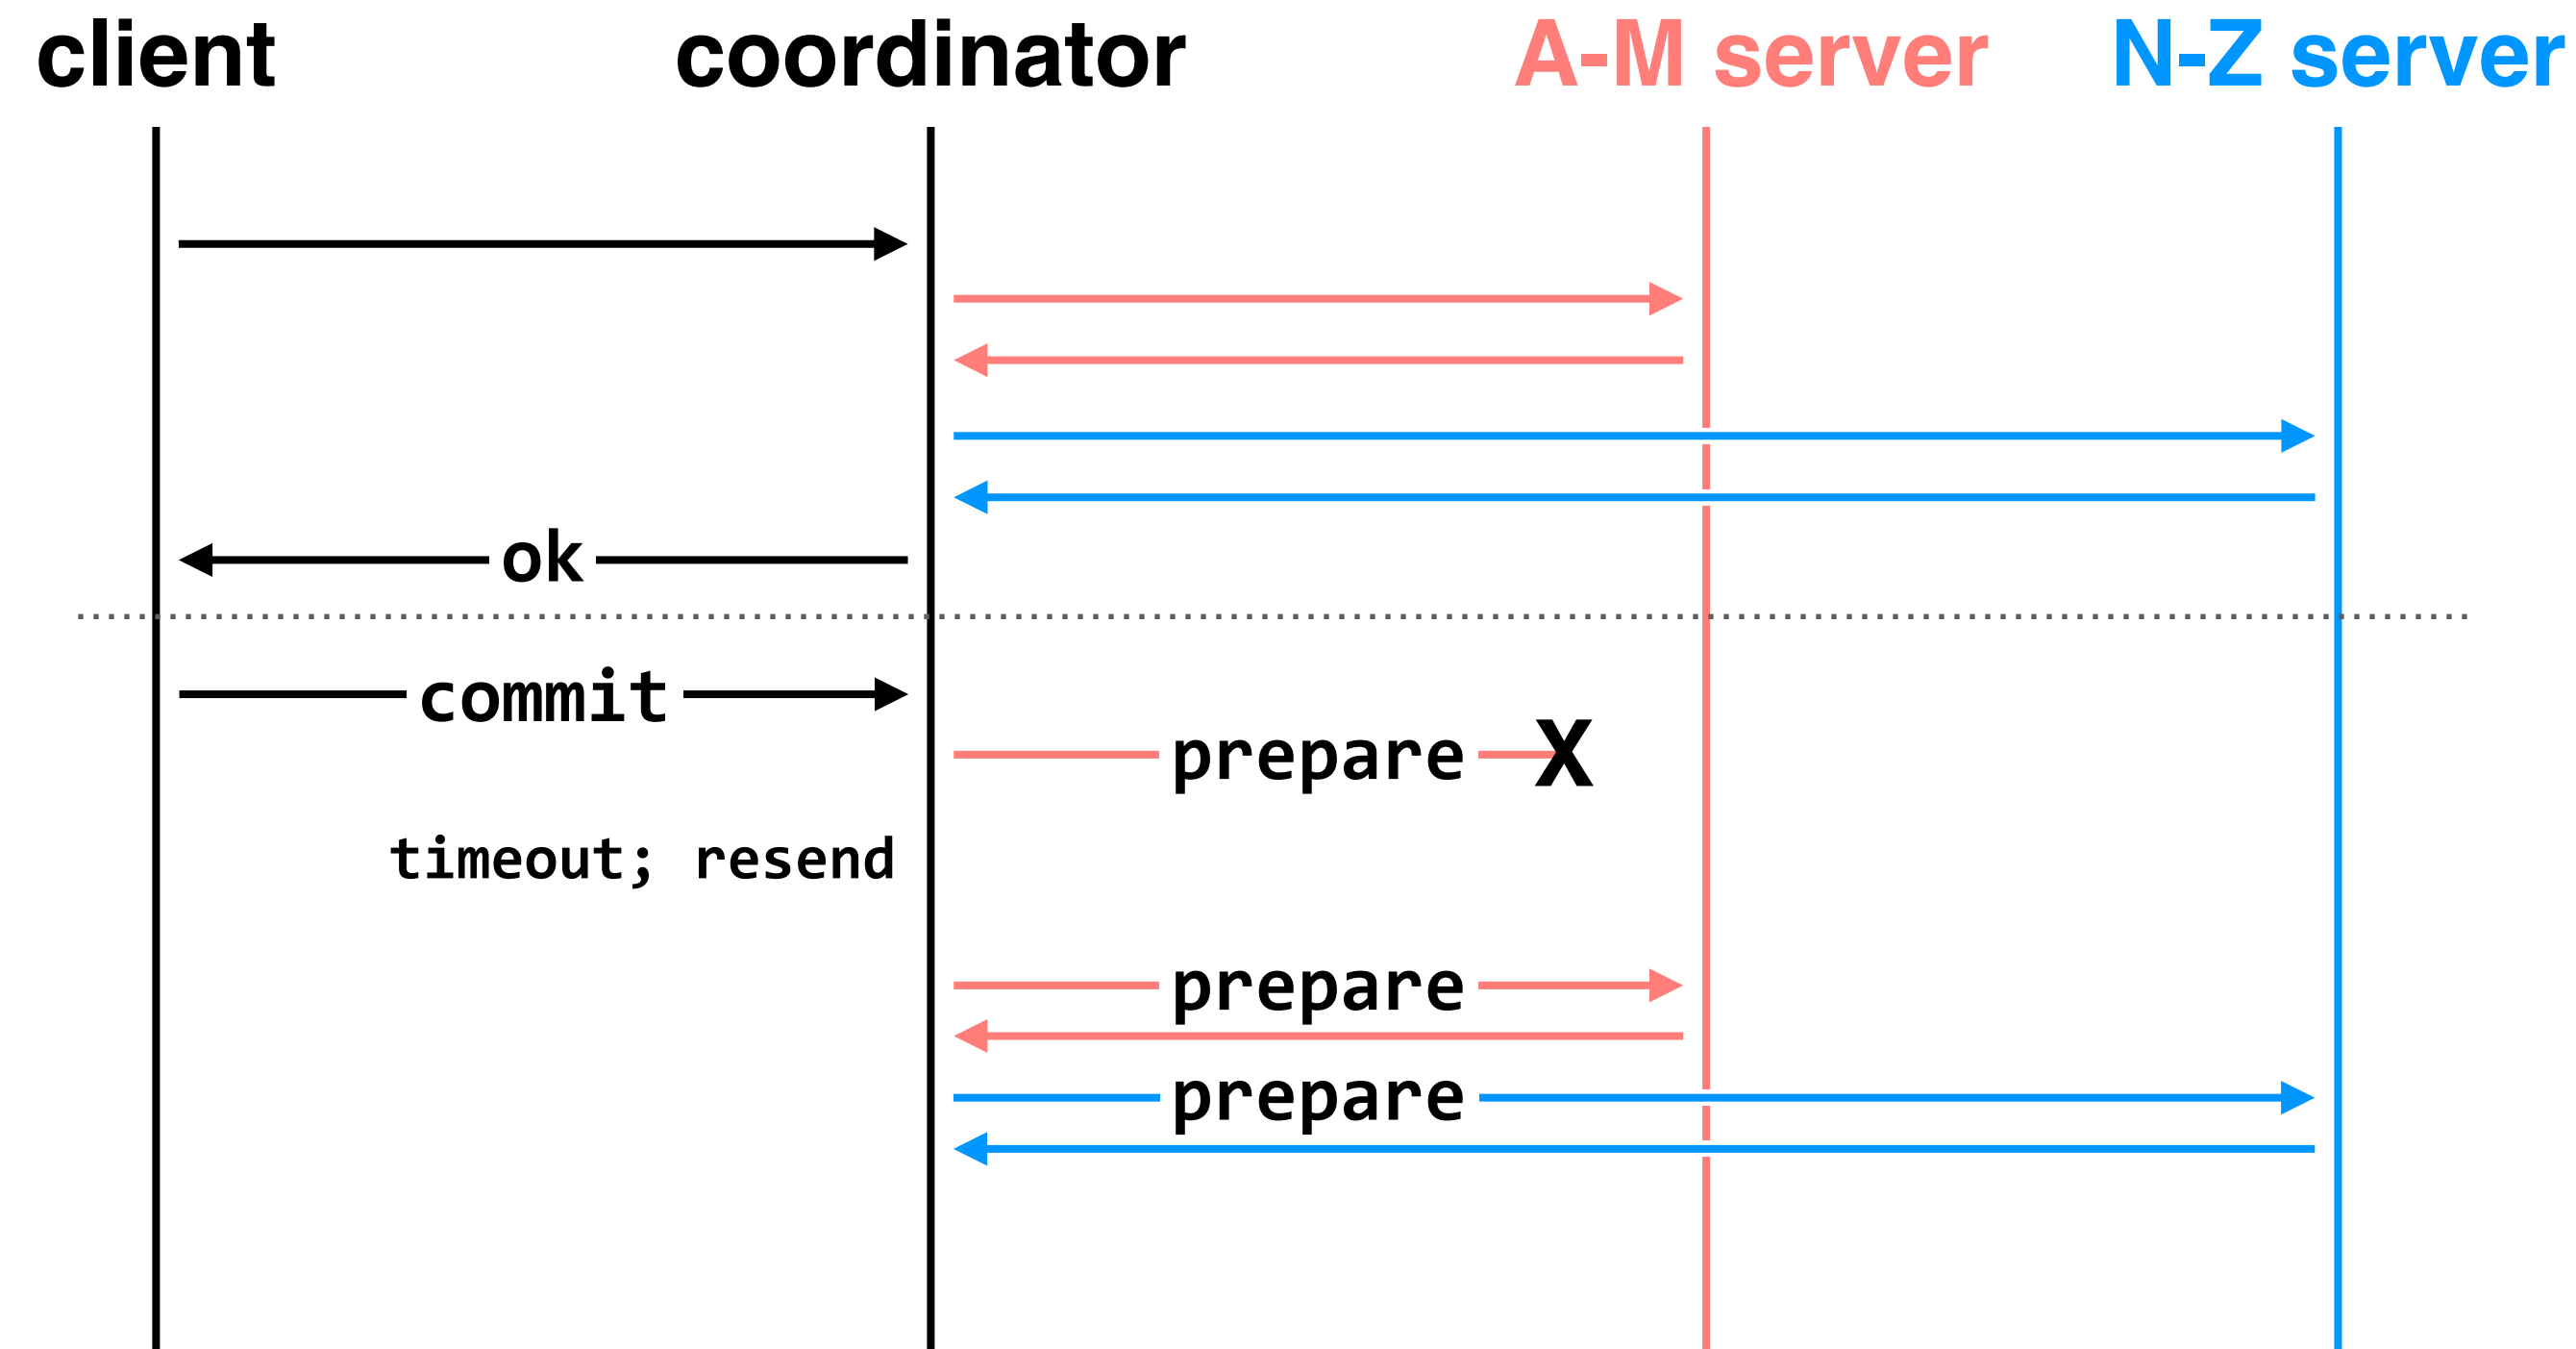 client coordinator A-M server N-Z server
ok
commit
prepare X
timeout; resend
prepare
prepare